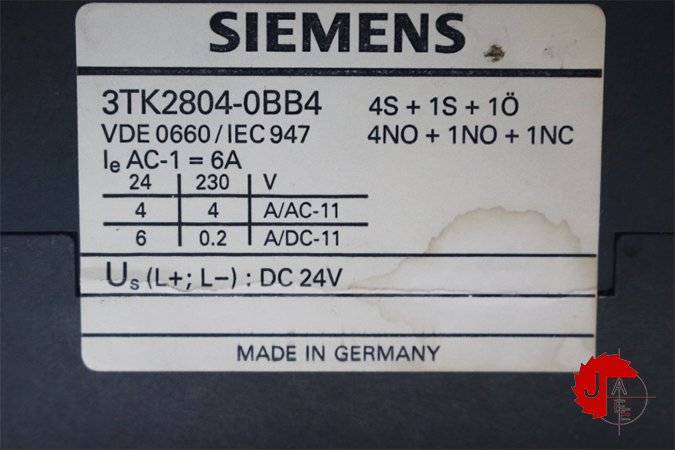 SIEMENS
3TK2804-0BB4 4S + 1S + 1Ö
VDE 0660 / IEC 947 4NO + 1NO + 1NC
Ie AC-1 = 6A
24 230 V
4 4 A/AC-11
6 0.2 A/DC-11
Us (L+; L–) : DC 24V
MADE IN GERMANY
J
A